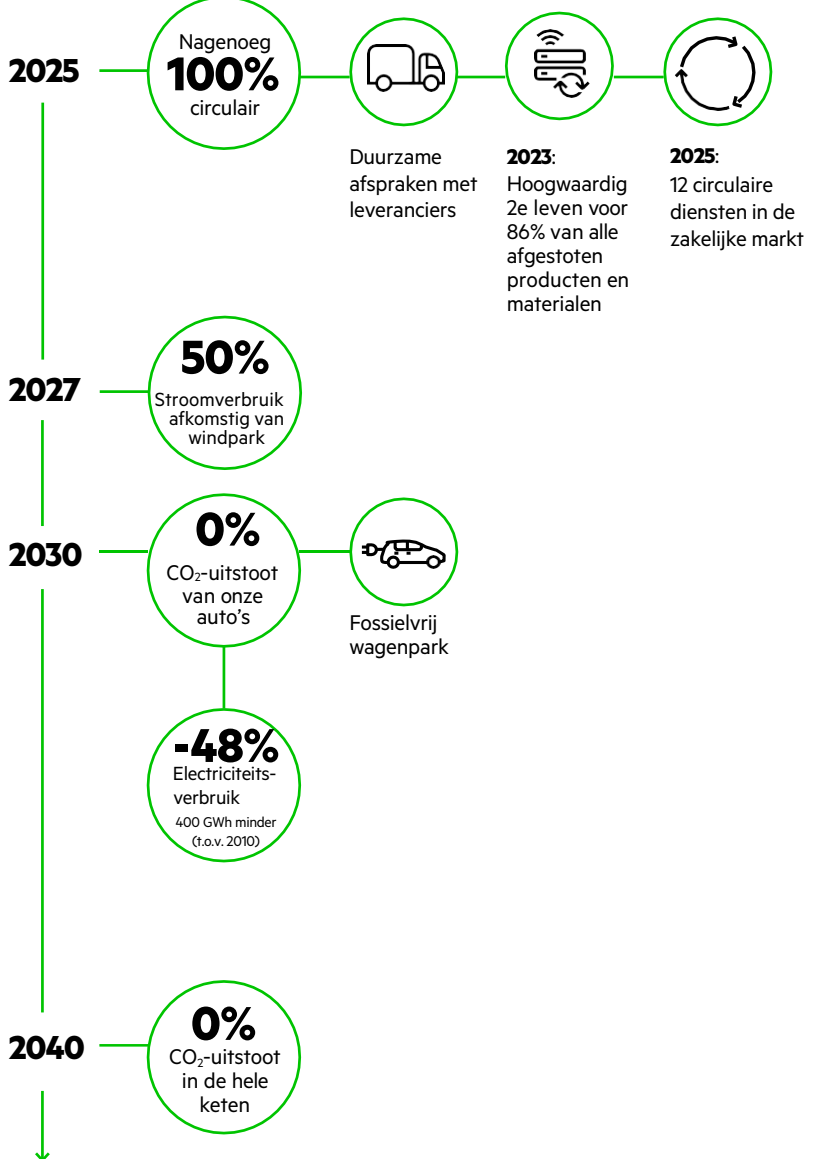 2025
Nagenoeg
100%
circulair
Duurzame
afspraken met
leveranciers
2023:
Hoogwaardig
2e leven voor
86% van alle
afgestoten
producten en
materialen
2025:
12 circulaire
diensten in de
zakelijke markt
2027
50%
Stroomverbruik
afkomstig van
windpark
2030
0%
CO₂-uitstoot
van onze
auto's
Fossielvrij
wagenpark
-48%
Electriciteits-
verbruik
400 GWh minder
(t.o.v. 2010)
2040
0%
CO₂-uitstoot
in de hele
keten